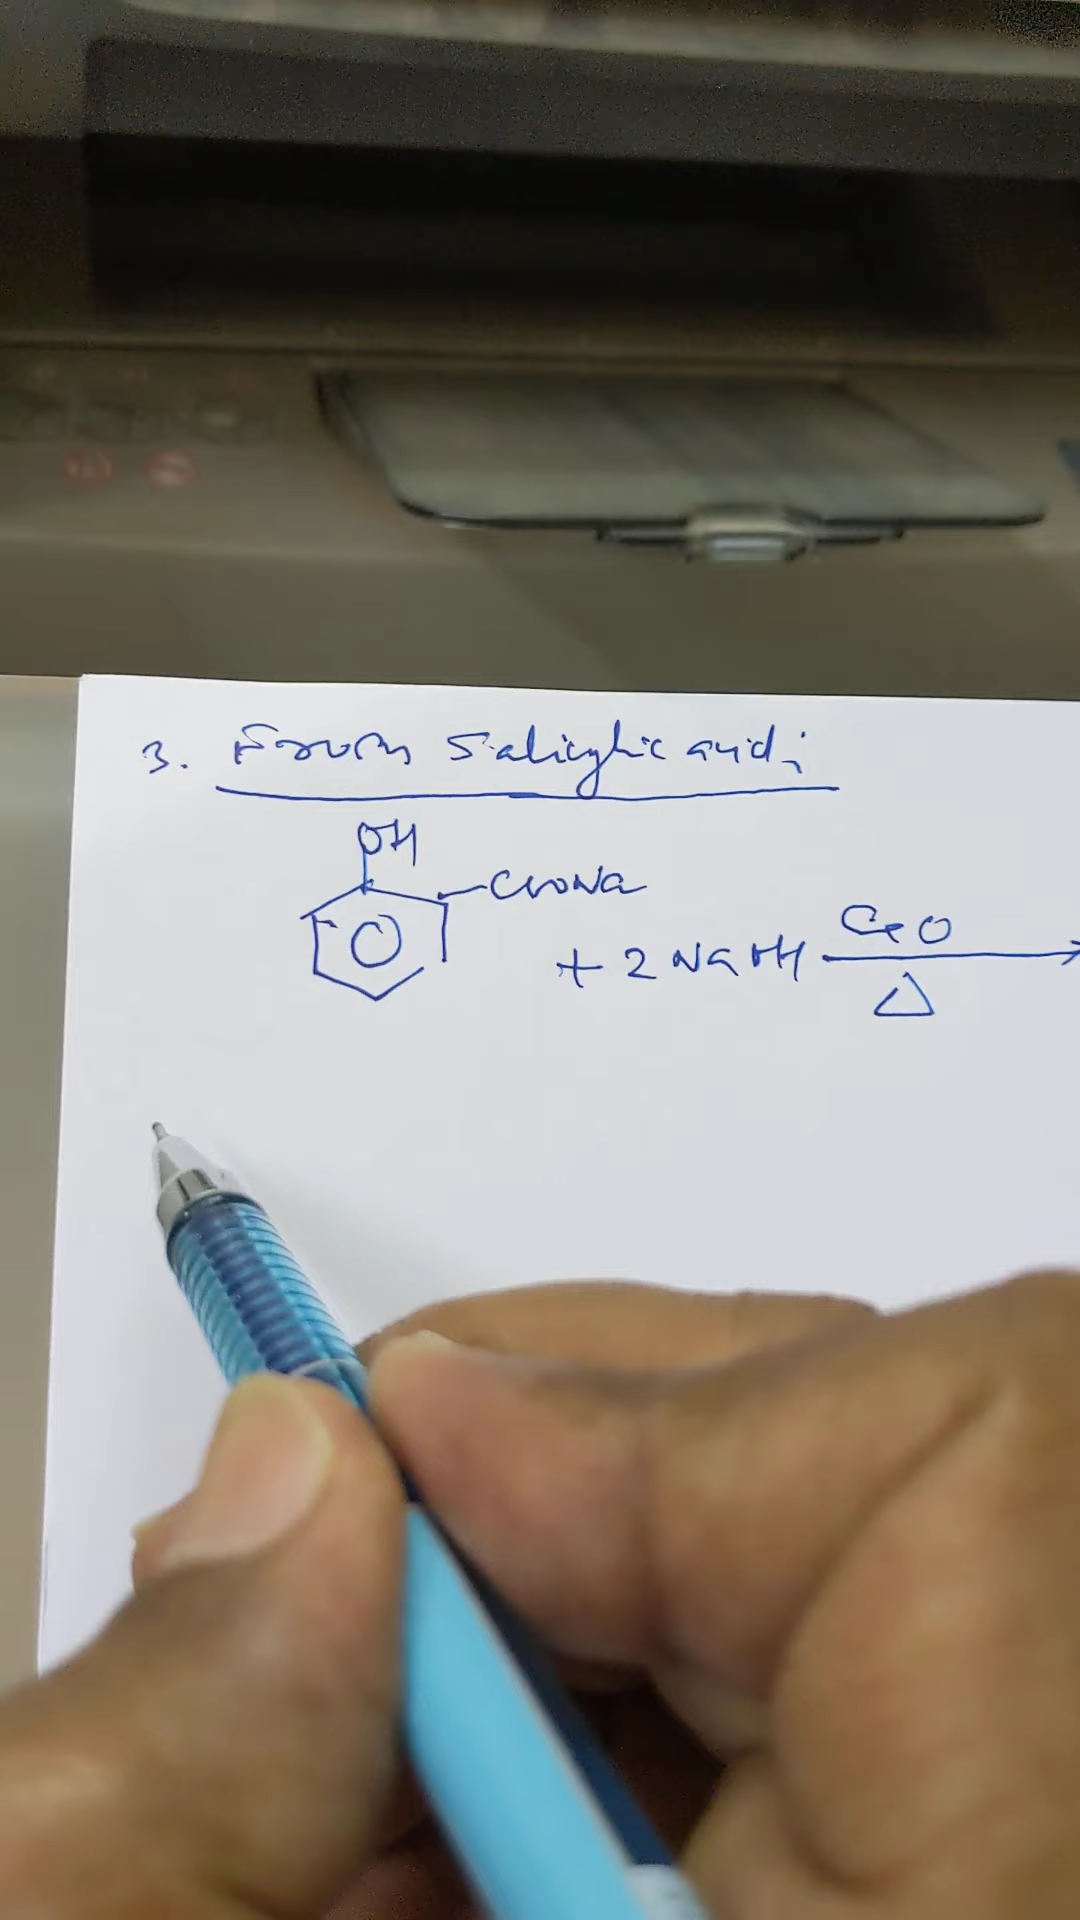 3. From Salicylic acid;
OH
COONa
+ 2 NaOH CaO
Δ